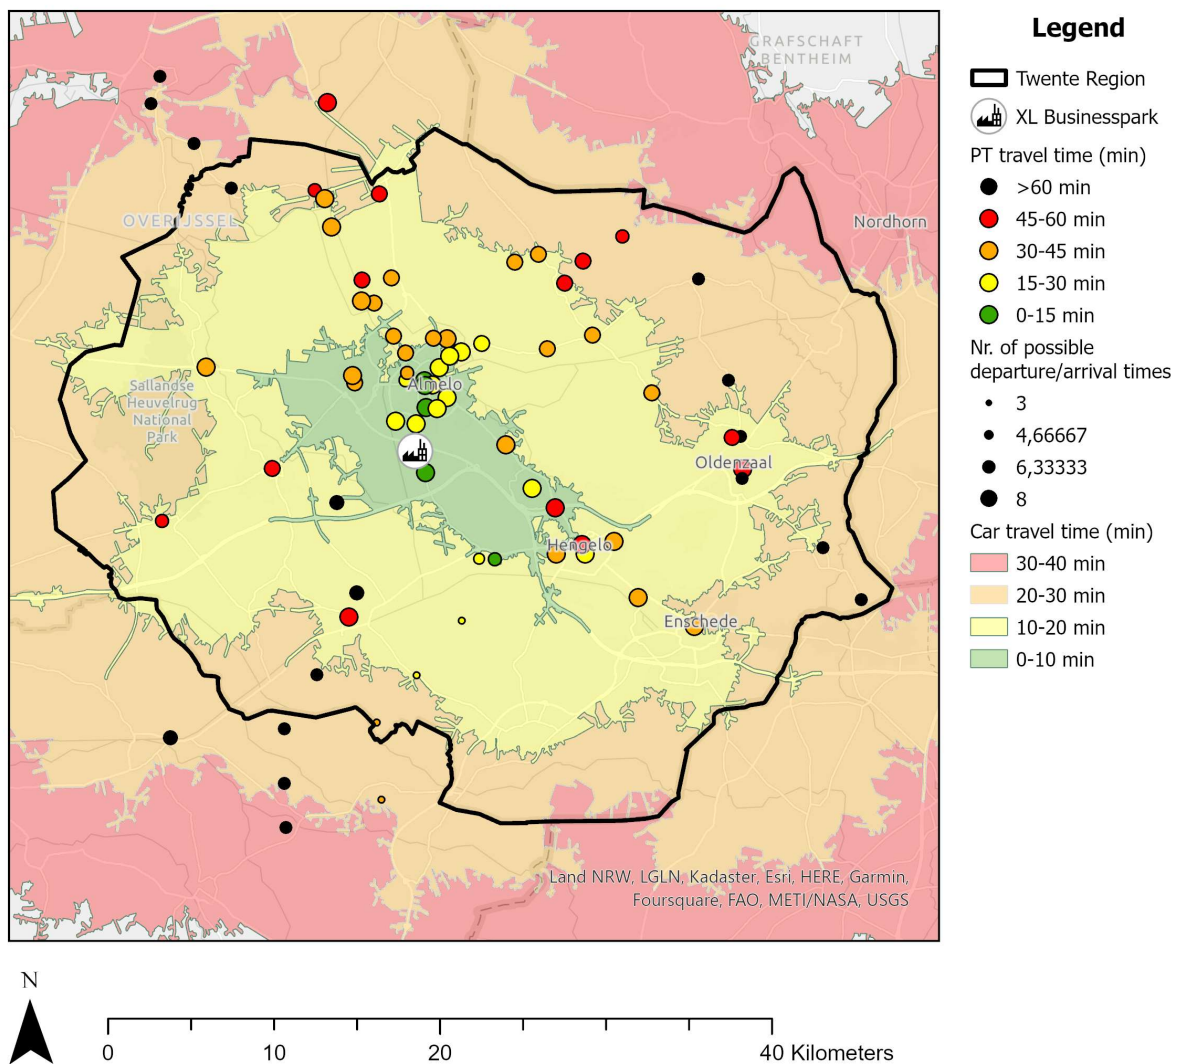 GRAFSCHAFT
BENTHEIM
Nordhorn
OVERIJSSEL
Sallandse
Heuvelrug
National
Park
Almelo
Oldenzaal
Hengelo
Enschede
Land NRW, LGLN, Kadaster, Esri, HERE, Garmin,
Foursquare, FAO, METI/NASA, USGS
Legend
Twente Region
XL Businesspark
PT travel time (min)
>60 min
45-60 min
30-45 min
15-30 min
0-15 min
Nr. of possible
departure/arrival times
3
4,66667
6,33333
8
Car travel time (min)
30-40 min
20-30 min
10-20 min
0-10 min
N
0 10 20 40 Kilometers